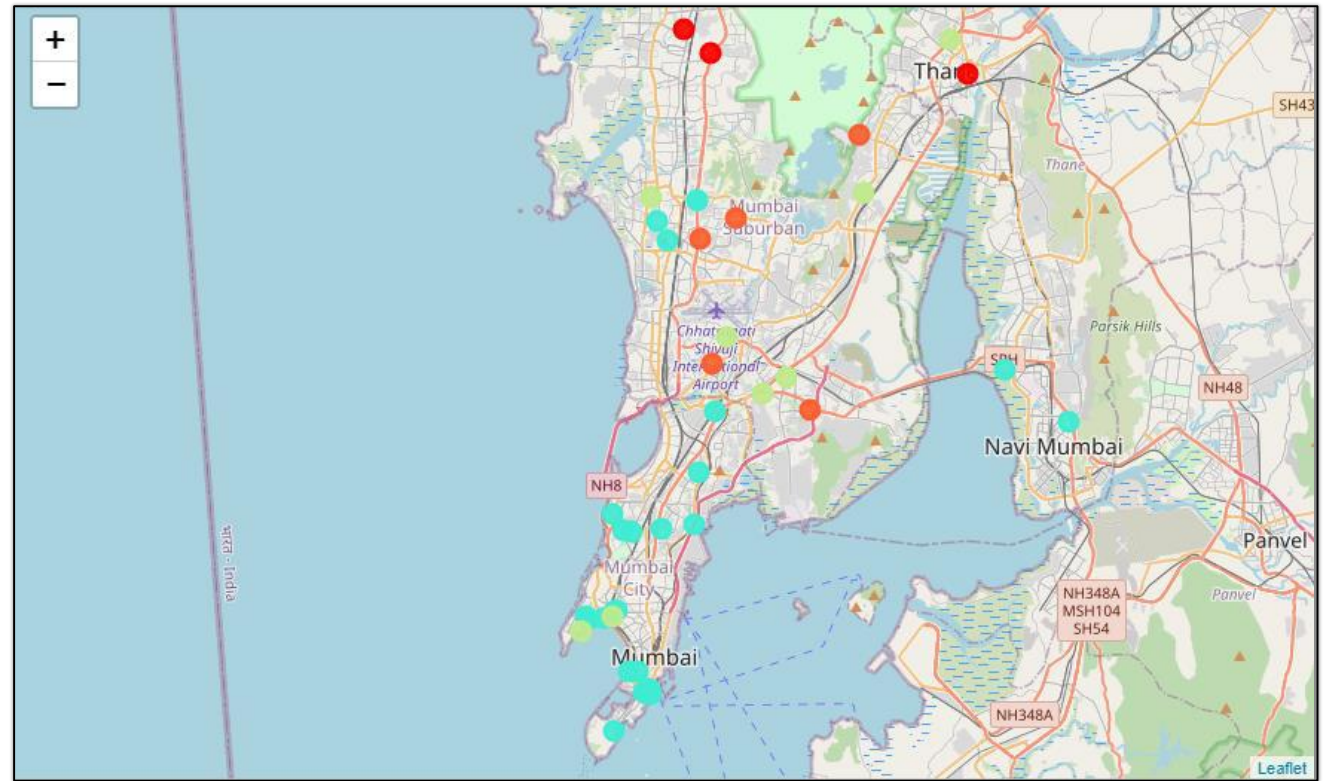 +
−
Thane
SH43
Thane
Mumbai
Suburban
Parsik Hills
Chhatrapati
Shivaji
International
Airport
NH48
Navi Mumbai
NH8
भारत - India
Panvel
Mumbai
City
NH348A
MSH104
SH54
Panvel
Mumbai
NH348A
Leaflet